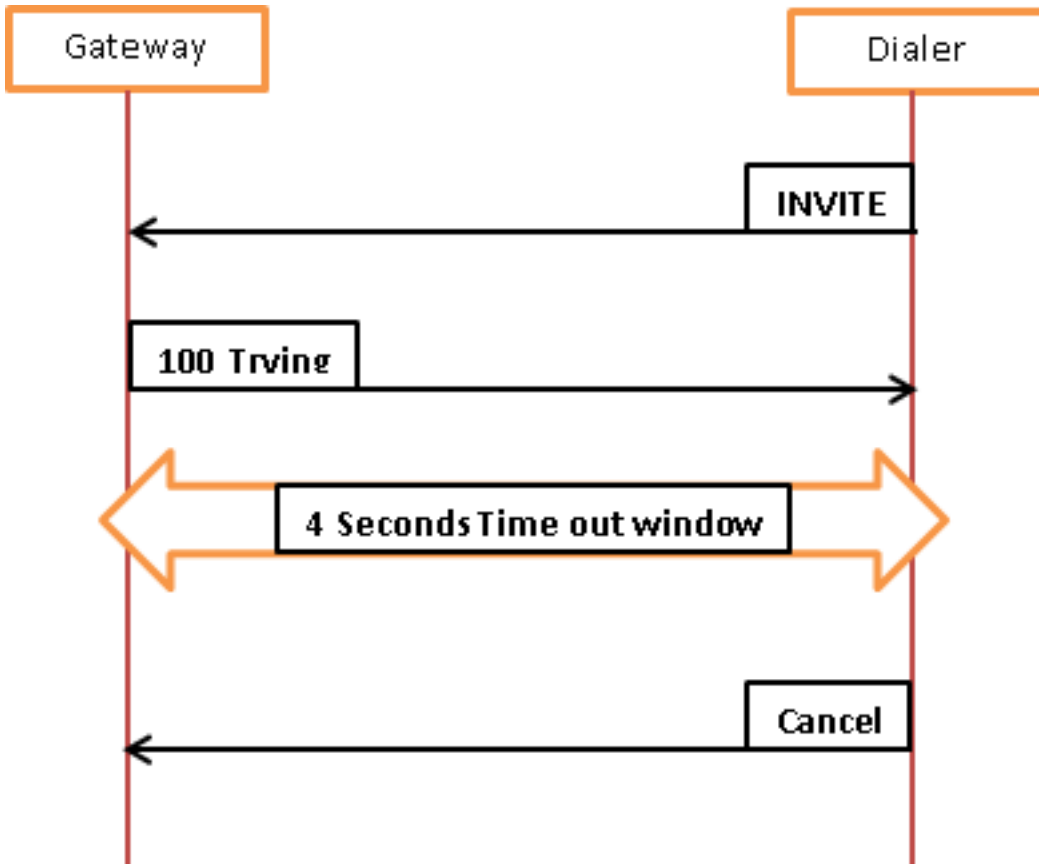 Gateway
Dialer
INVITE
100 Trying
4 Seconds Time out window
Cancel